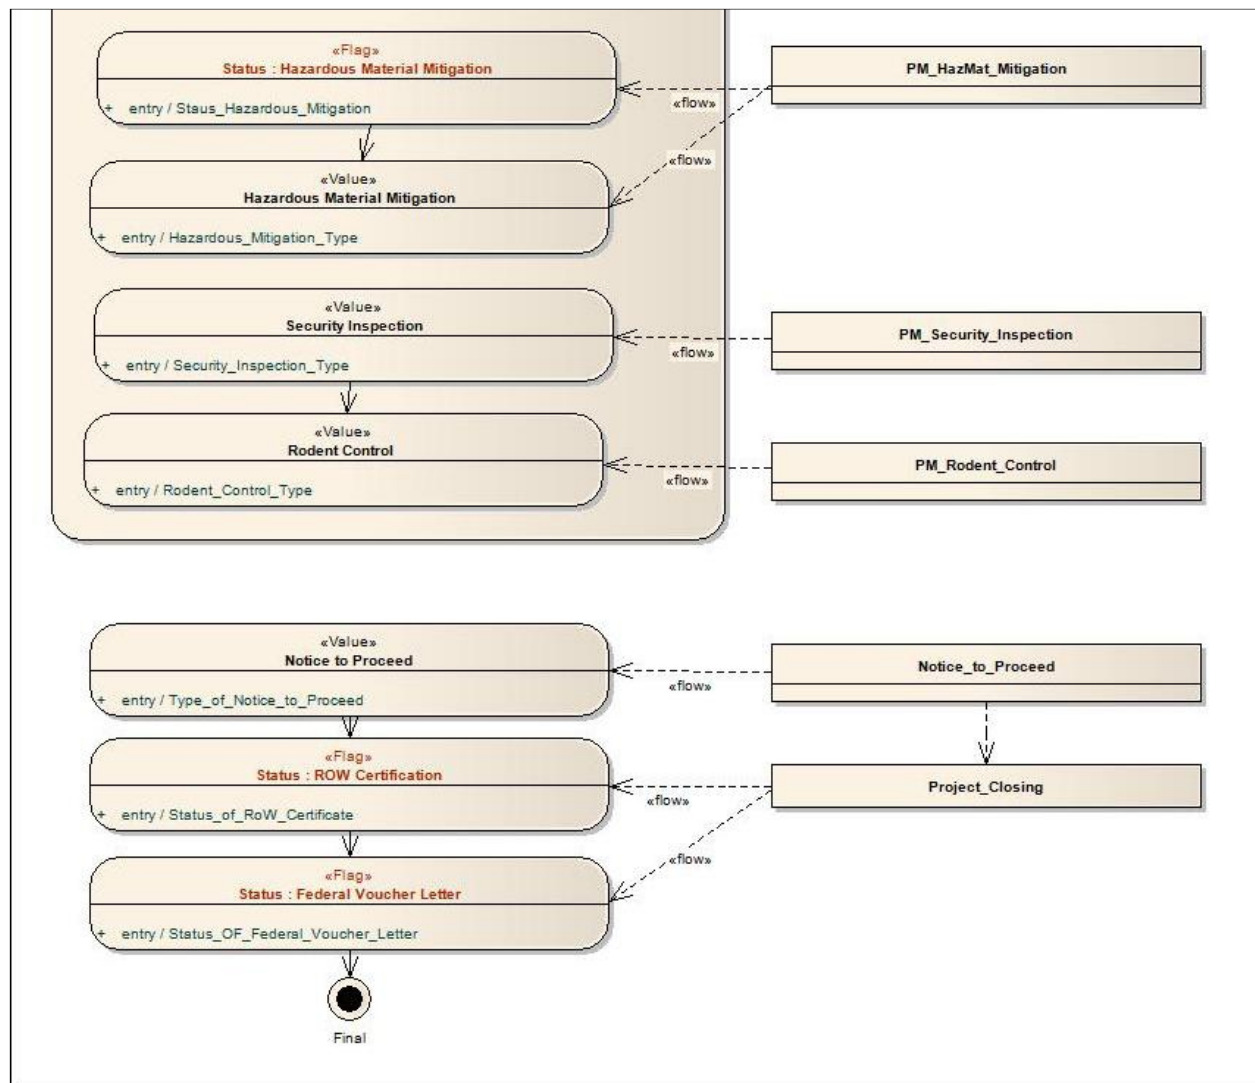 «Flag»
Status : Hazardous Material Mitigation
+ entry / Staus_Hazardous_Mitigation
PM_HazMat_Mitigation
«flow»
«flow»
«Value»
Hazardous Material Mitigation
+ entry / Hazardous_Mitigation_Type
«Value»
Security Inspection
+ entry / Security_Inspection_Type
PM_Security_Inspection
«flow»
«Value»
Rodent Control
+ entry / Rodent_Control_Type
PM_Rodent_Control
«flow»
«Value»
Notice to Proceed
+ entry / Type_of_Notice_to_Proceed
Notice_to_Proceed
«flow»
«Flag»
Status : ROW Certification
+ entry / Status_of_RoW_Certificate
Project_Closing
«flow»
«flow»
«Flag»
Status : Federal Voucher Letter
+ entry / Status_OF_Federal_Voucher_Letter
Final